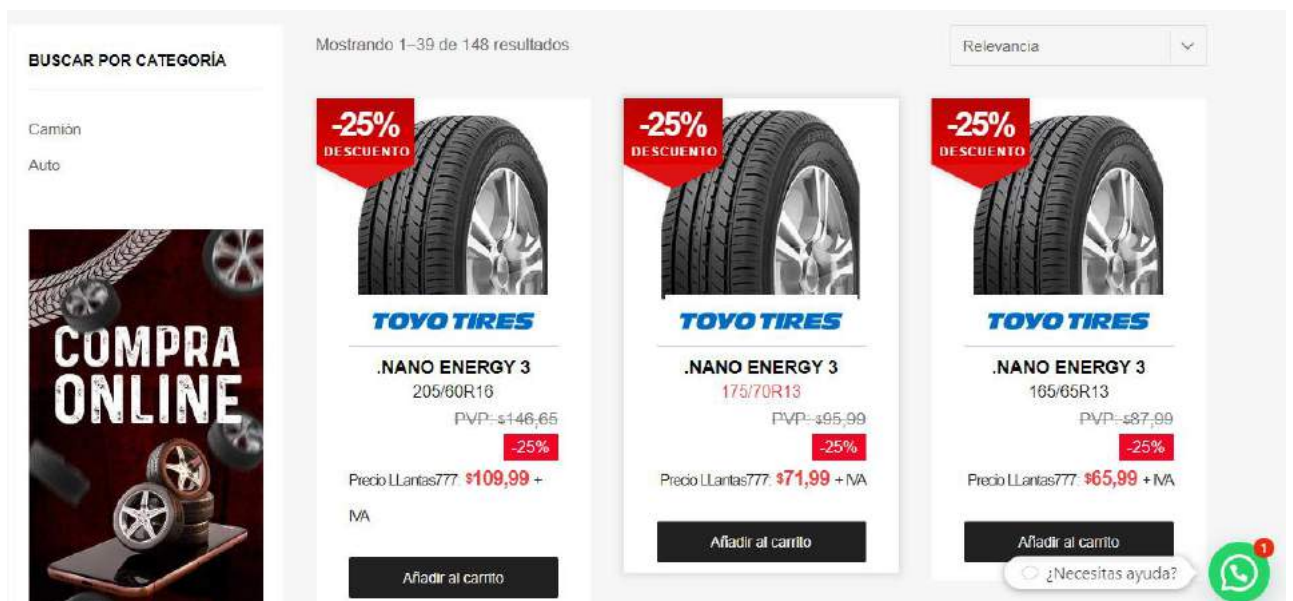 BUSCAR POR CATEGORÍA
Camión
Auto
COMPRA
ONLINE
Mostrando 1–39 de 148 resultados
Relevancia
-25%
DESCUENTO
TOYO TIRES
.NANO ENERGY 3
205/60R16
PVP: $146,65
-25%
Precio LLantas777: $109,99 +
IVA
Añadir al carrito
-25%
DESCUENTO
TOYO TIRES
.NANO ENERGY 3
175/70R13
PVP: $95,99
-25%
Precio LLantas777: $71,99 + IVA
Añadir al carrito
-25%
DESCUENTO
TOYO TIRES
.NANO ENERGY 3
165/65R13
PVP: $87,99
-25%
Precio LLantas777: $65,99 + IVA
Añadir al carrito
¿Necesitas ayuda?
1